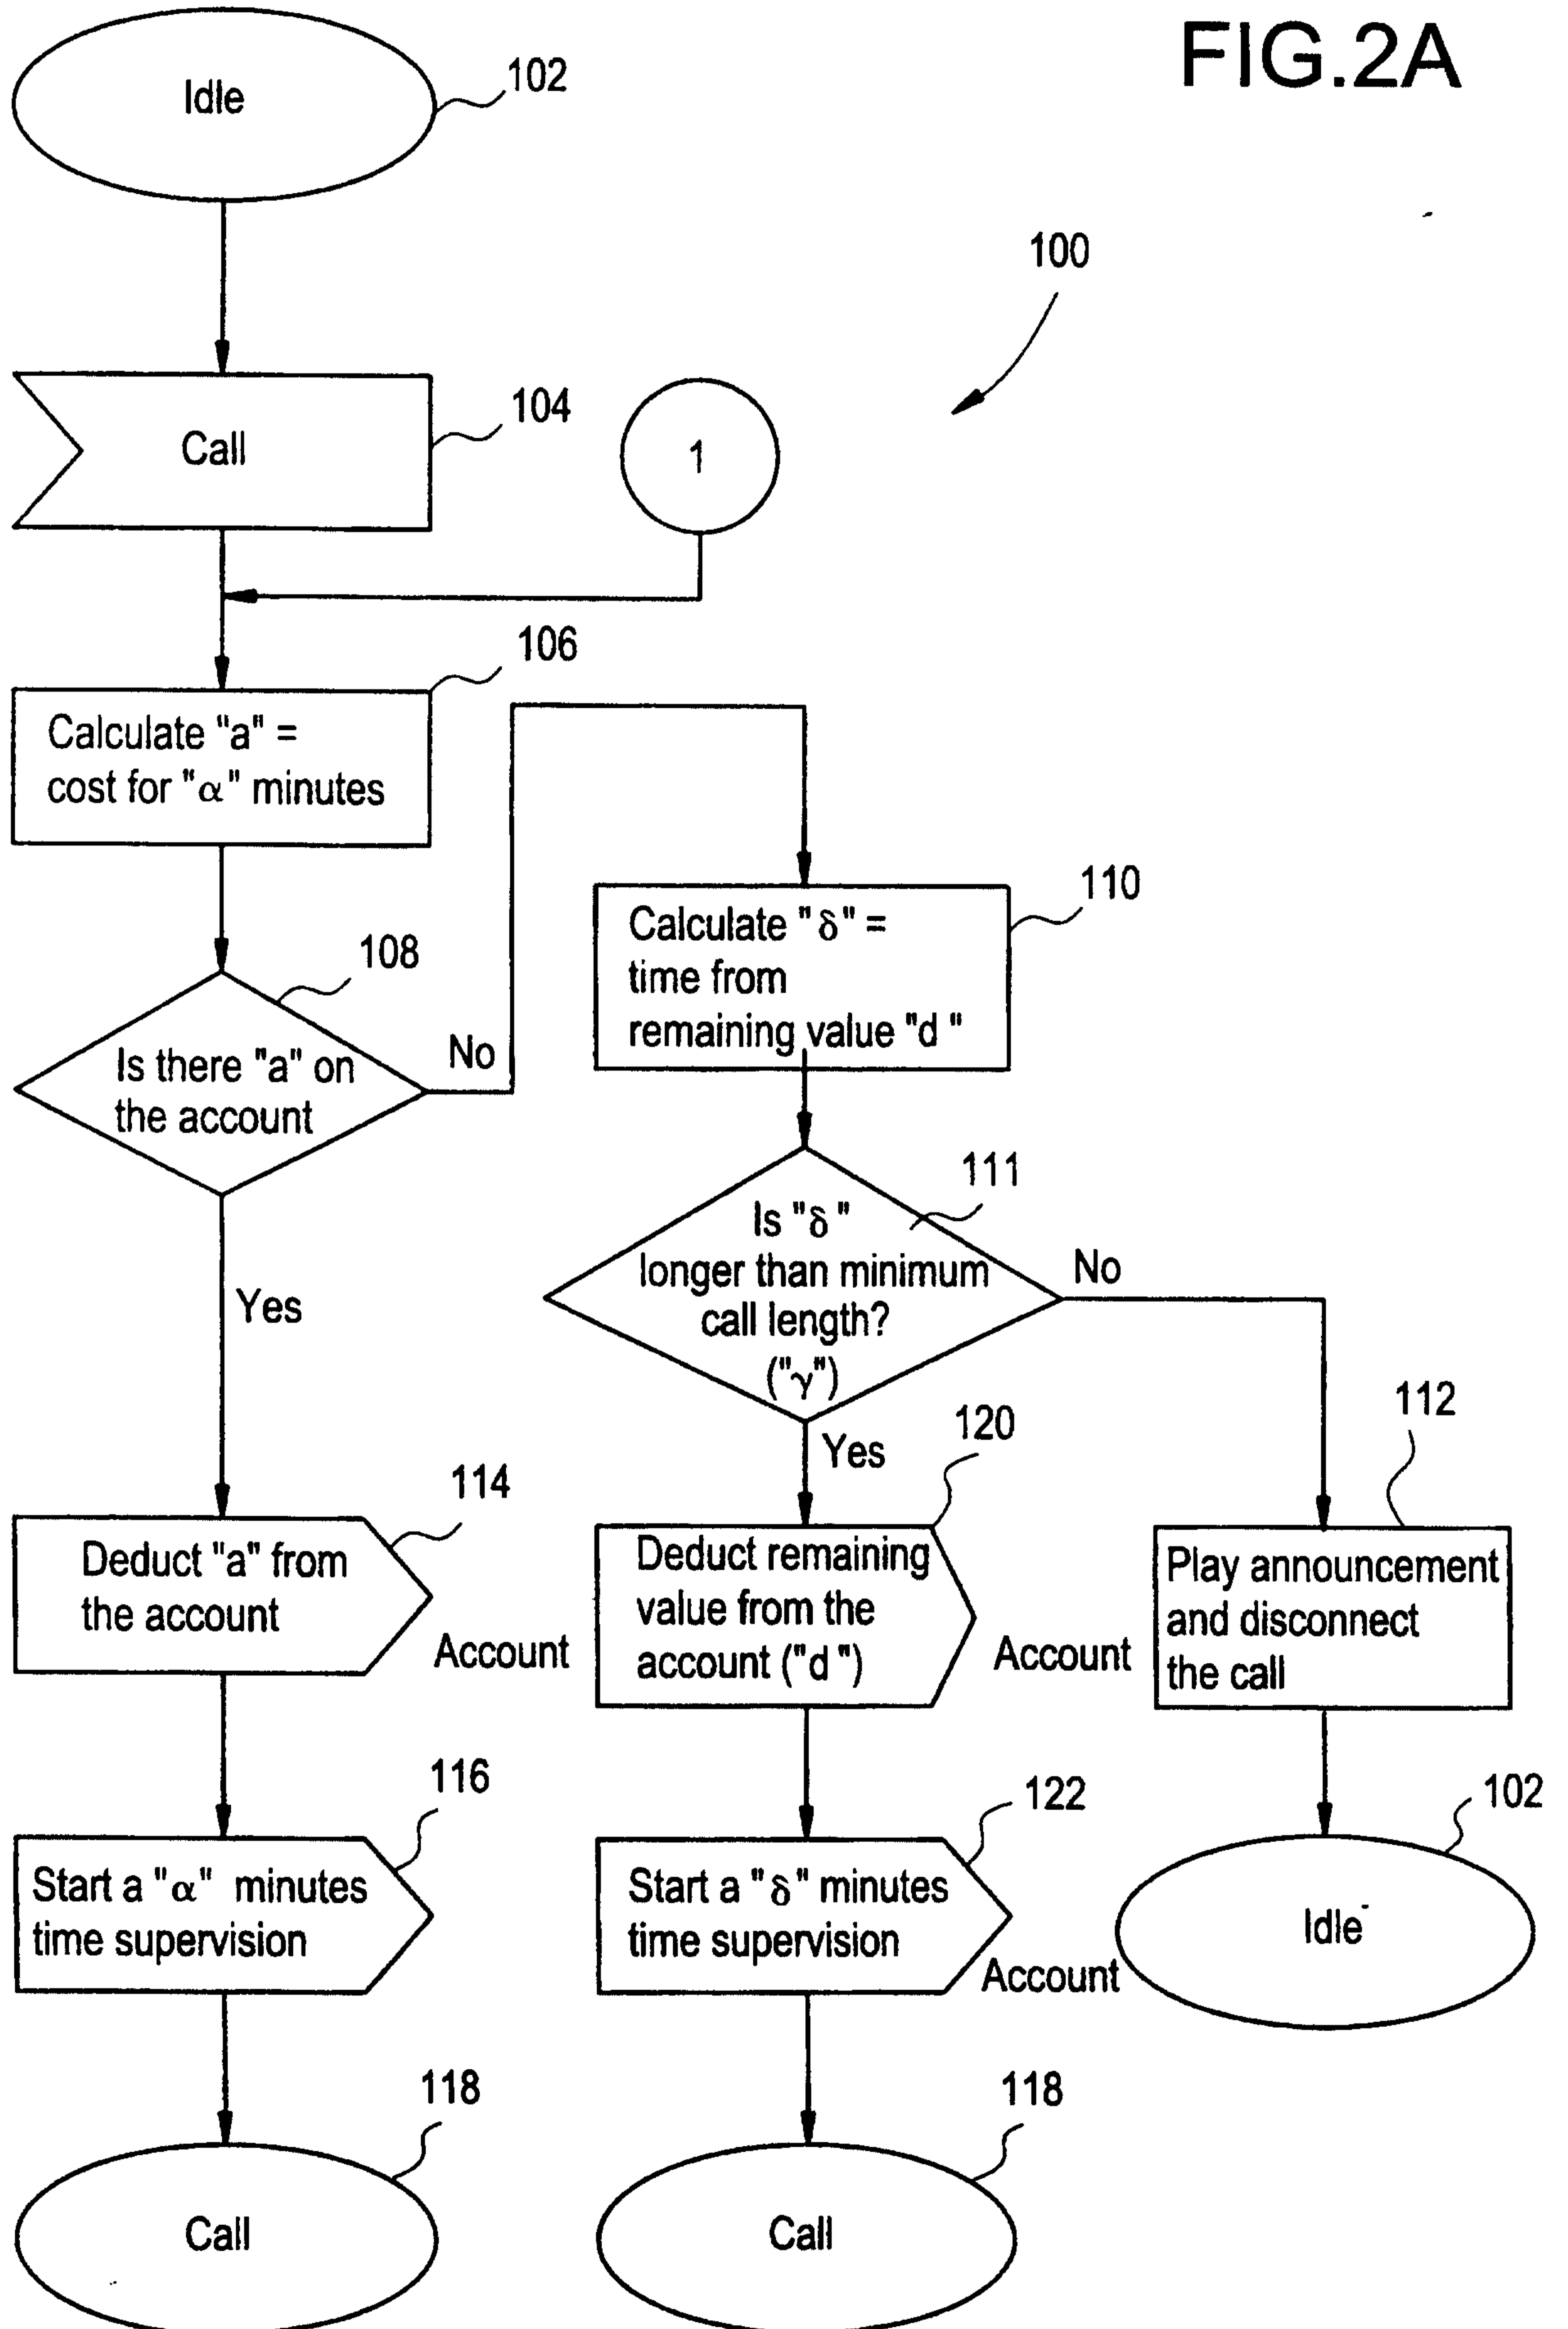 FIG.2A
Idle
102
100
Call
104
1
106
Calculate "a" =
cost for "α" minutes
108
Is there "a" on
the account
No
110
Calculate "δ" =
time from
remaining value "d"
111
Is "δ"
longer than minimum
call length?
("γ")
No
Yes
Yes
112
120
114
Deduct "a" from
the account
Account
Deduct remaining
value from the
account ("d")
Account
Play announcement
and disconnect
the call
116
Start a "α" minutes
time supervision
122
Start a "δ" minutes
time supervision
Account
102
Idle
118
Call
118
Call